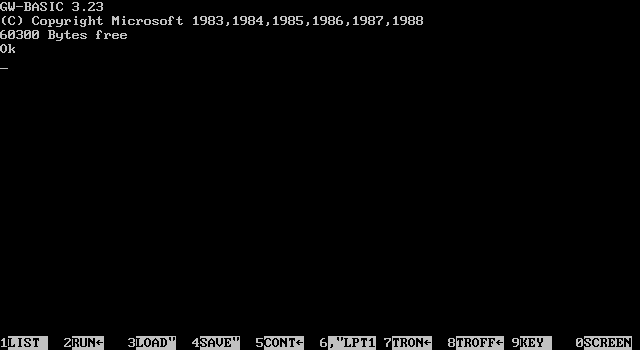 GW-BASIC 3.23
(C) Copyright Microsoft 1983,1984,1985,1986,1987,1988
60300 Bytes free
Ok
_
1LIST 2RUN← 3LOAD" 4SAVE" 5CONT← 6,"LPT1 7TRON← 8TROFF← 9KEY 0SCREEN